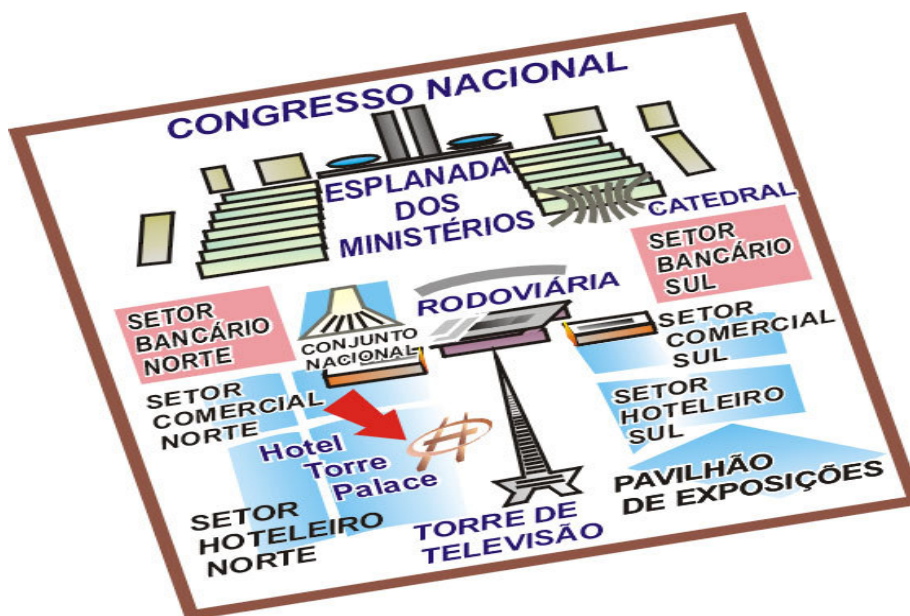 CONGRESSO NACIONAL
ESPLANADA
DOS
MINISTÉRIOS
CATEDRAL
SETOR
BANCÁRIO
SUL
RODOVIÁRIA
SETOR
BANCÁRIO
NORTE
CONJUNTO
NACIONAL
SETOR
COMERCIAL
SUL
SETOR
COMERCIAL
NORTE
SETOR
HOTELEIRO
SUL
Hotel
Torre
Palace
PAVILHÃO
DE EXPOSIÇÕES
SETOR
HOTELEIRO
NORTE
TORRE DE
TELEVISÃO